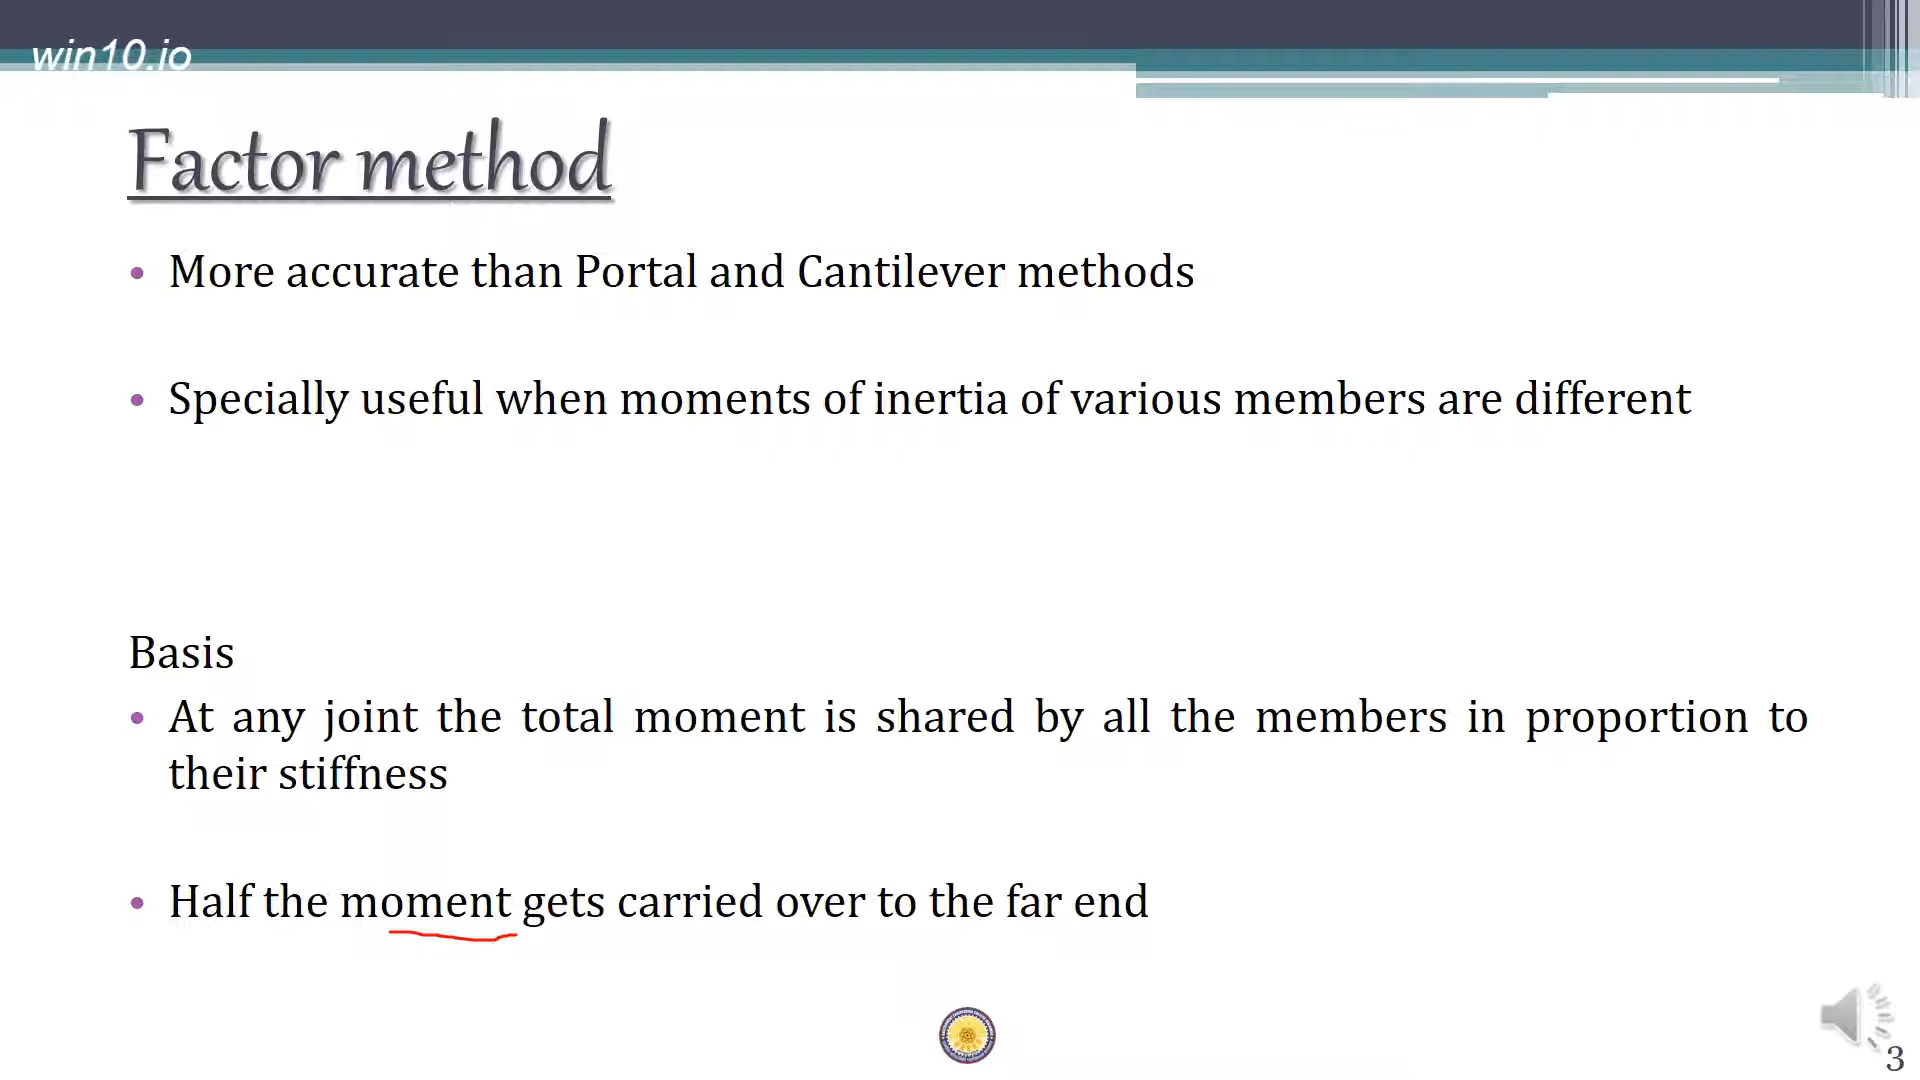 win10.io
Factor method
• More accurate than Portal and Cantilever methods
• Specially useful when moments of inertia of various members are different
Basis
• At any joint the total moment is shared by all the members in proportion to
their stiffness
• Half the moment gets carried over to the far end
3